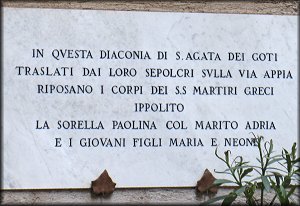 IN QVESTA DIACONIA DI S. AGATA DEI GOTI
TRASLATI DAI LORO SEPOLCRI SVLLA VIA APPIA
RIPOSANO I CORPI DEI S.S MARTIRI GRECI
IPPOLITO
LA SORELLA PAOLINA COL MARITO ADRIA
E I GIOVANI FIGLI MARIA E NEONE